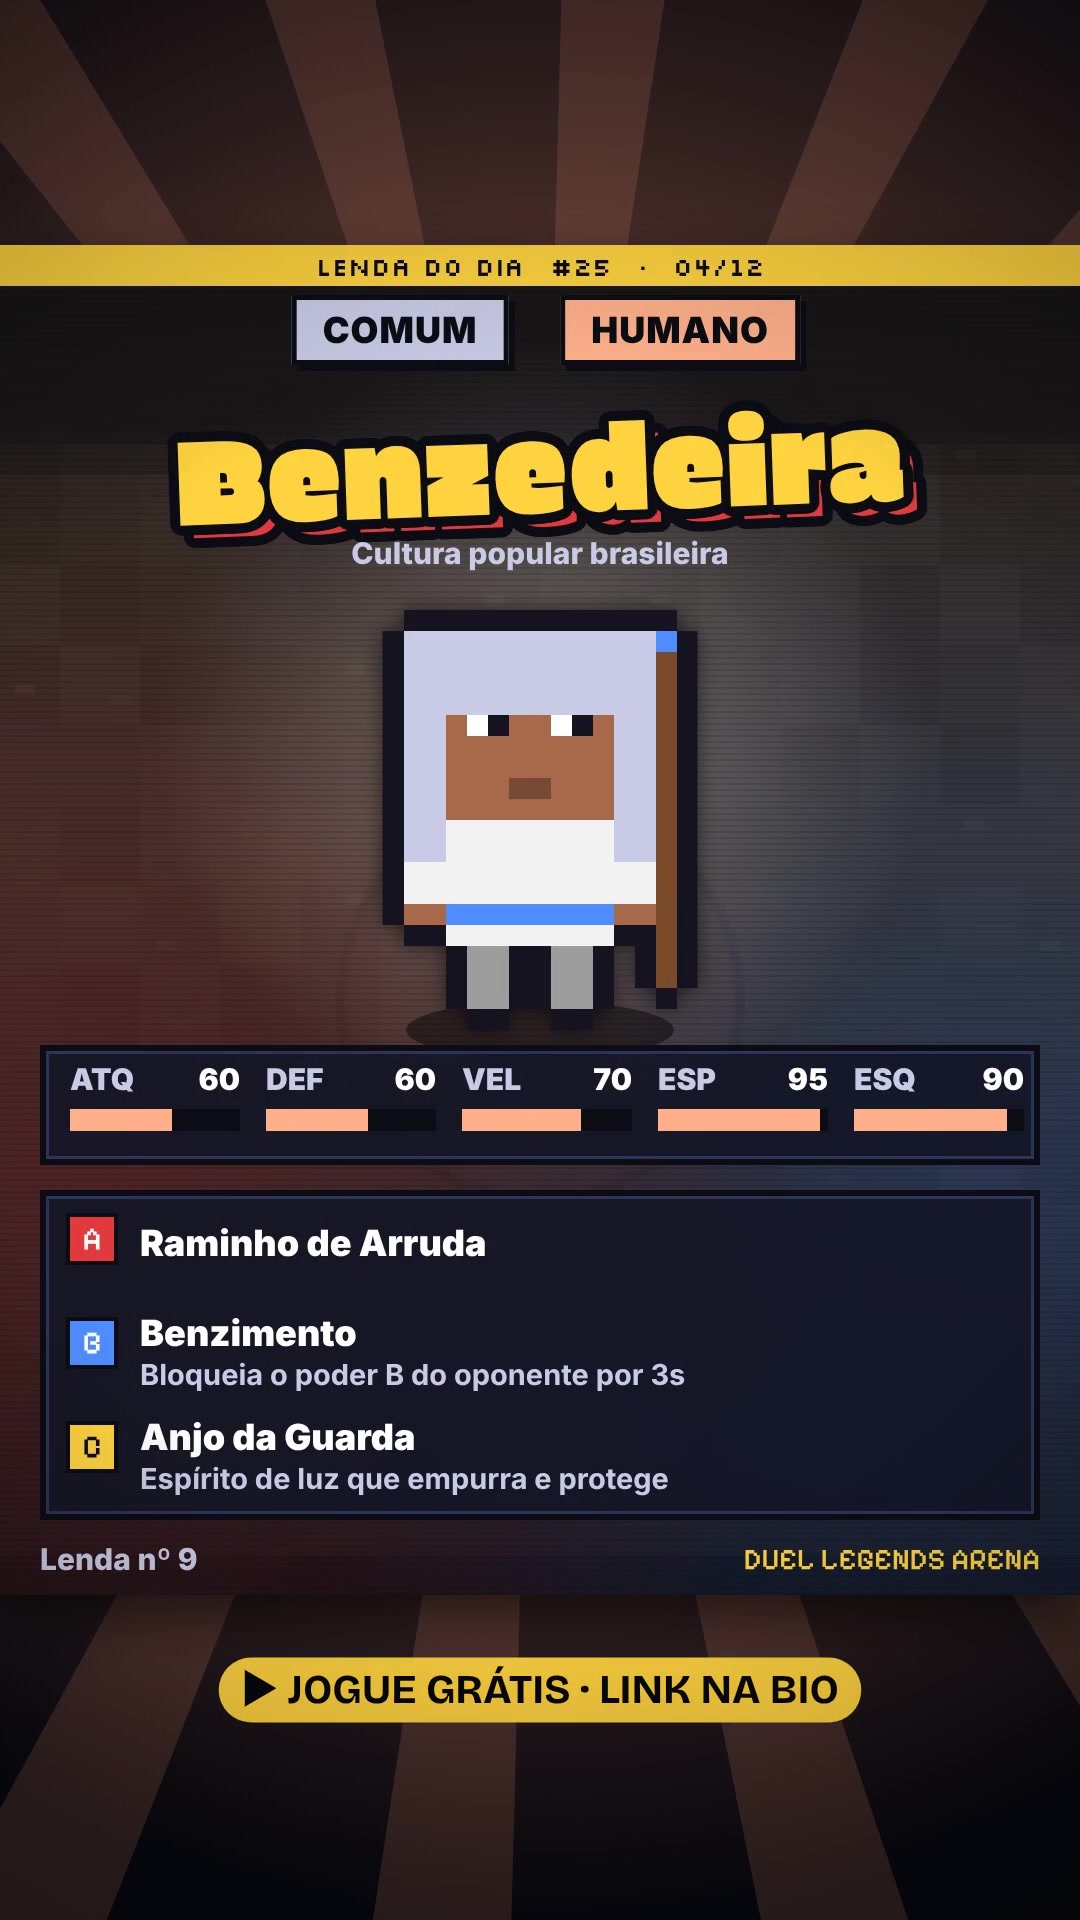 LENDA DO DIA #25 · 04/12
COMUM HUMANO
Benzedeira
Cultura popular brasileira
ATQ 60 DEF 60 VEL 70 ESP 95 ESQ 90
A Raminho de Arruda
B Benzimento
Bloqueia o poder B do oponente por 3s
C Anjo da Guarda
Espírito de luz que empurra e protege
Lenda nº 9 DUEL LEGENDS ARENA
▶ JOGUE GRÁTIS · LINK NA BIO